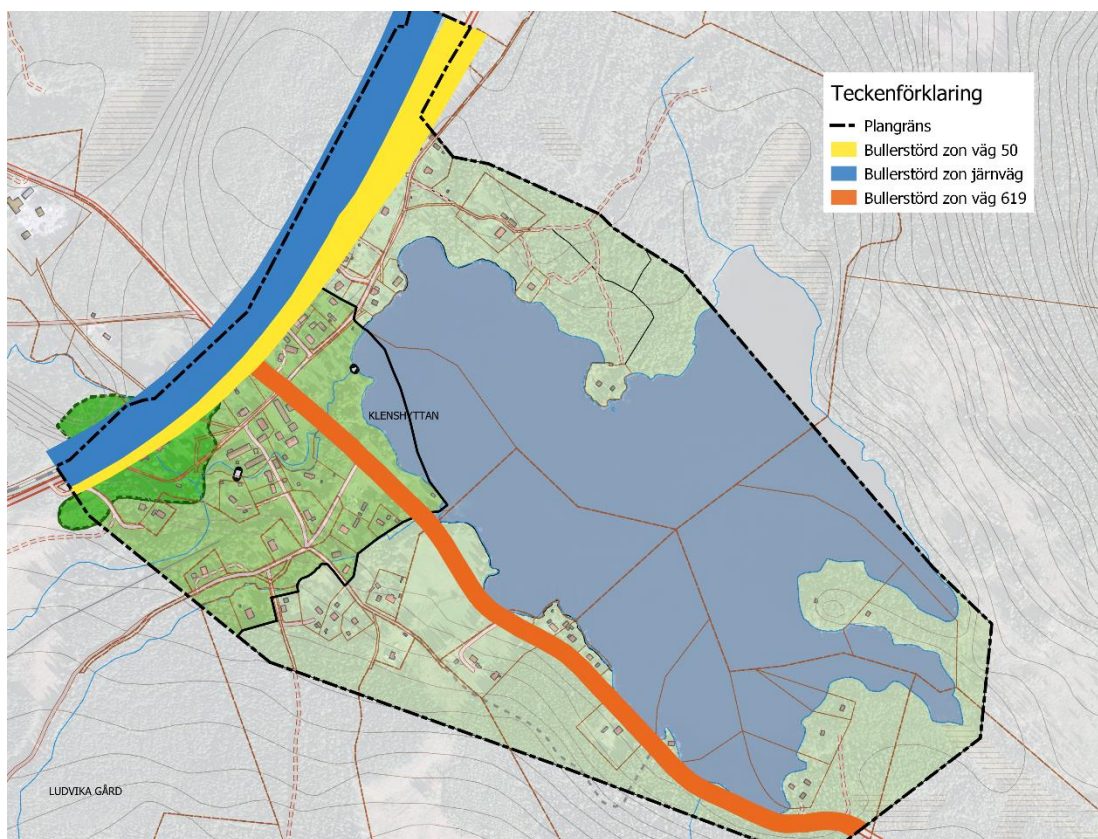 Teckenförklaring
Plangräns
Bullerstörd zon väg 50
Bullerstörd zon järnväg
Bullerstörd zon väg 619
KLENSHYTTAN
LUDVIKA GÅRD